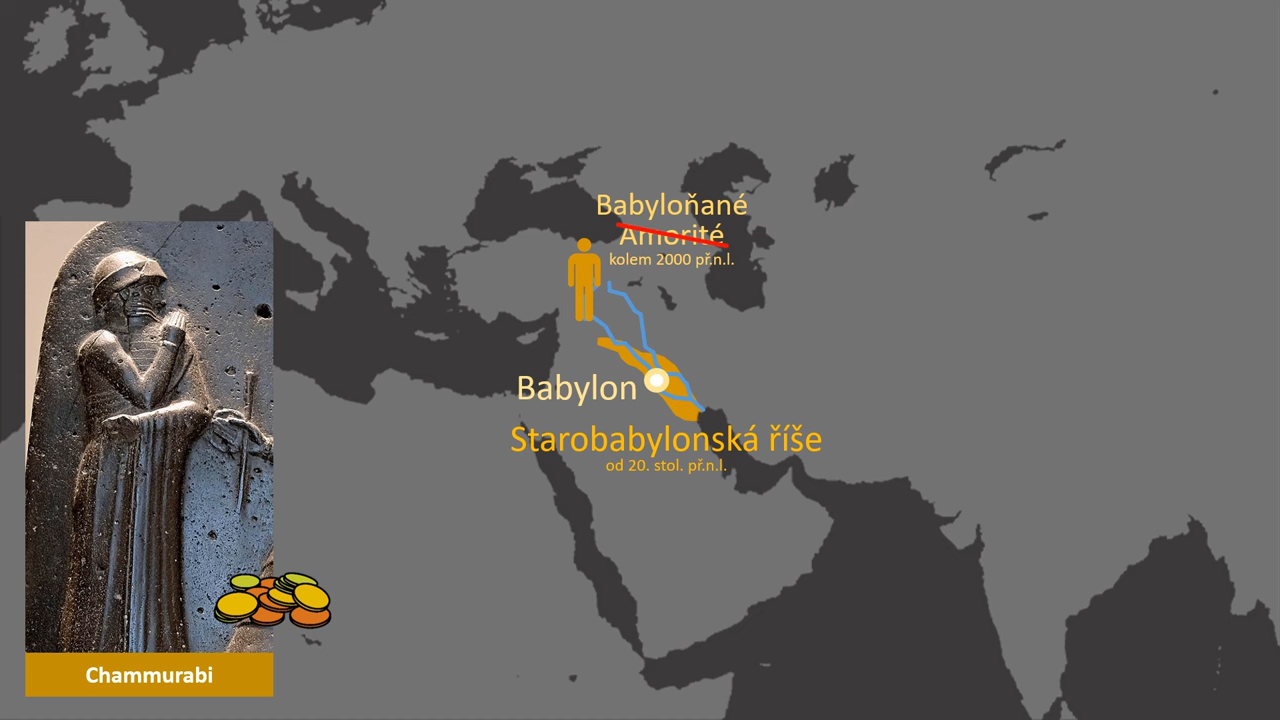 Babyloňané
Amorité
kolem 2000 př.n.l.
Babylon
Starobabylonská říše
od 20. stol. př.n.l.
Chammurabi